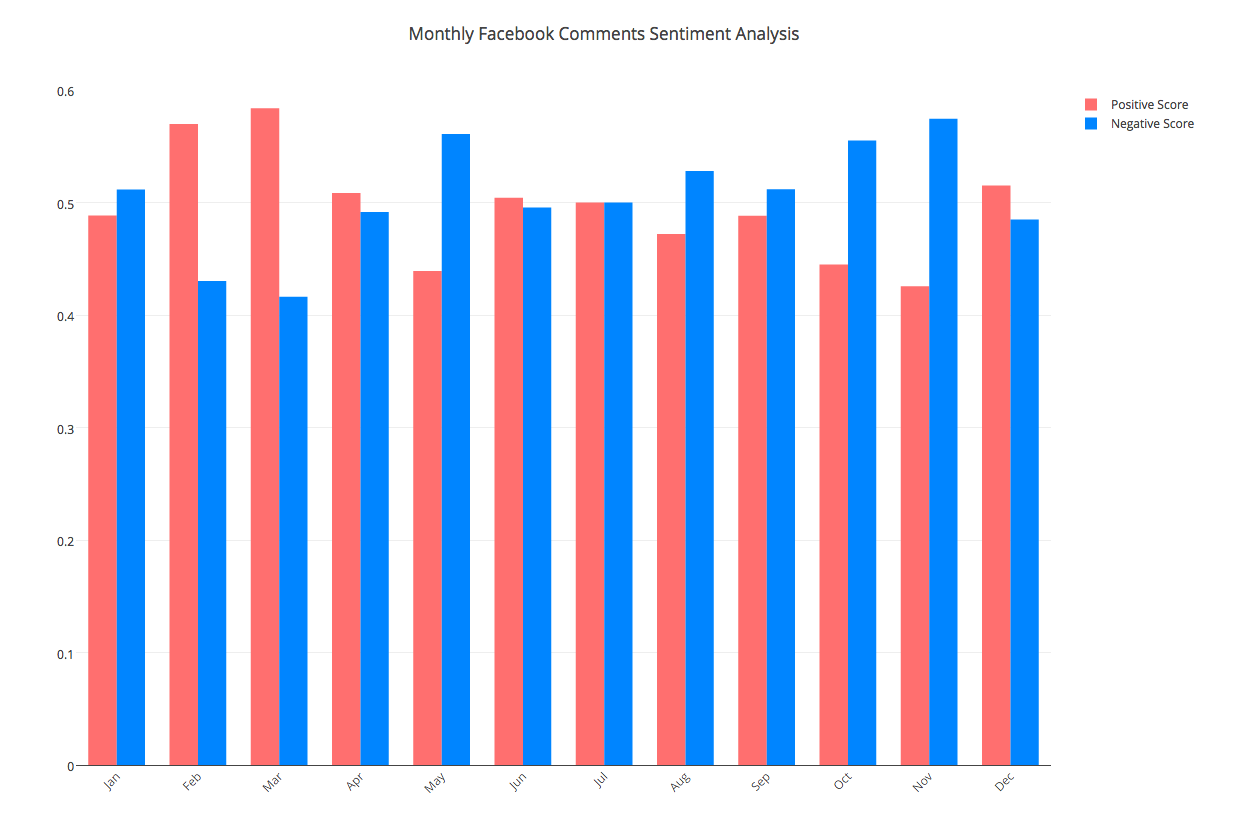 Monthly Facebook Comments Sentiment Analysis
Positive Score
Negative Score
0.6
0.5
0.4
0.3
0.2
0.1
0
Jan Feb Mar Apr May Jun Jul Aug Sep Oct Nov Dec